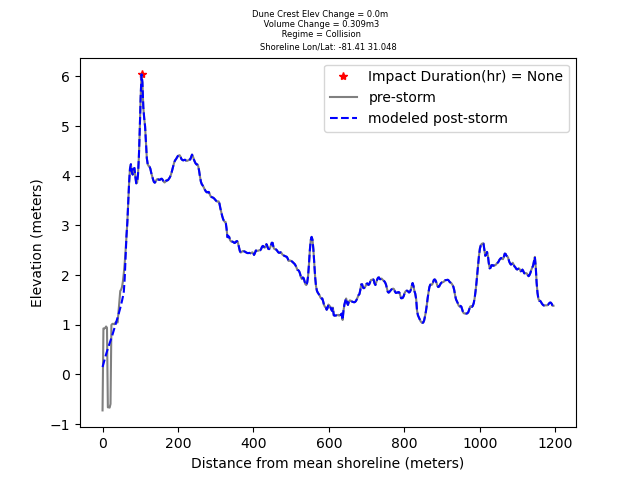 Dune Crest Elev Change = 0.0m
Volume Change = 0.309m3
Regime = Collision
Shoreline Lon/Lat: -81.41 31.048
Impact Duration(hr) = None
pre-storm
modeled post-storm
Elevation (meters)
6
5
4
3
2
1
0
−1
0 200 400 600 800 1000 1200
Distance from mean shoreline (meters)